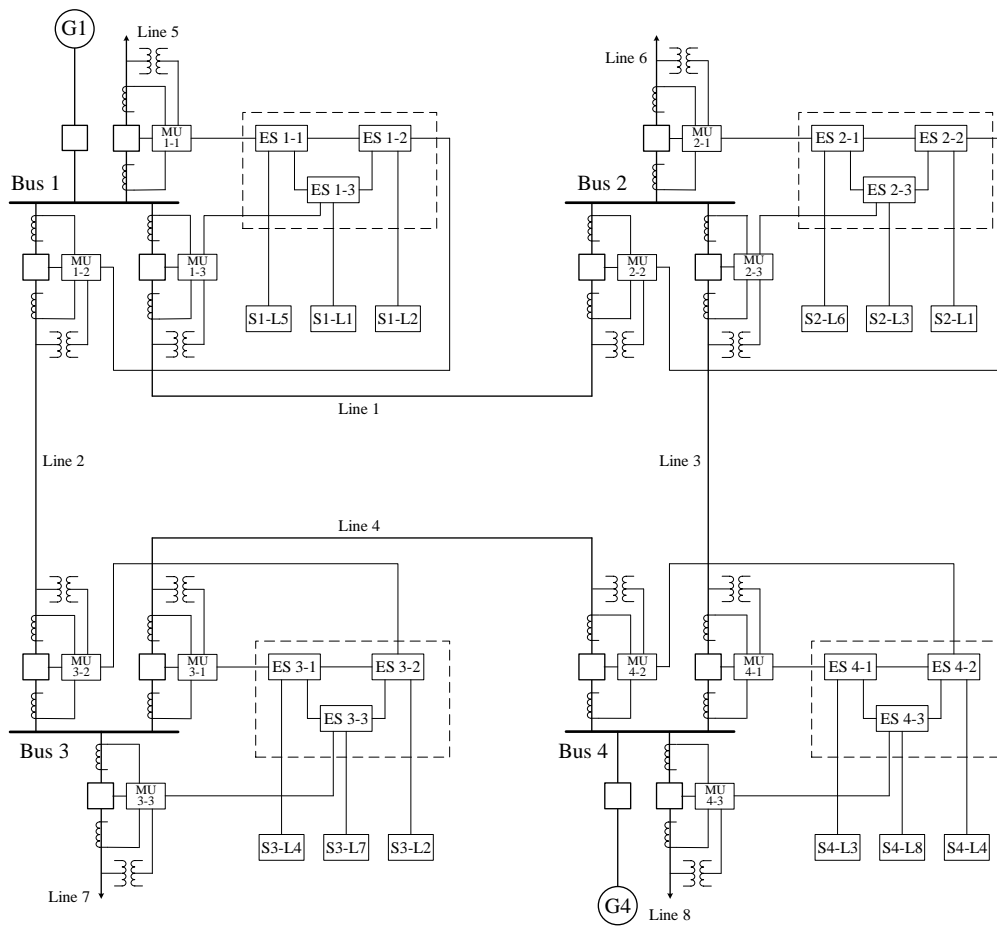 G1
Line 5
MU
1-1
ES 1-1
ES 1-2
ES 1-3
Bus 1
MU
1-2
MU
1-3
S1-L5
S1-L1
S1-L2
Line 6
MU
2-1
ES 2-1
ES 2-2
ES 2-3
Bus 2
MU
2-2
MU
2-3
S2-L6
S2-L3
S2-L1
Line 1
Line 2
Line 3
Line 4
MU
3-2
MU
3-1
ES 3-1
ES 3-2
ES 3-3
Bus 3
MU
3-3
S3-L4
S3-L7
S3-L2
Line 7
MU
4-2
MU
4-1
ES 4-1
ES 4-2
ES 4-3
Bus 4
MU
4-3
S4-L3
S4-L8
S4-L4
G4
Line 8